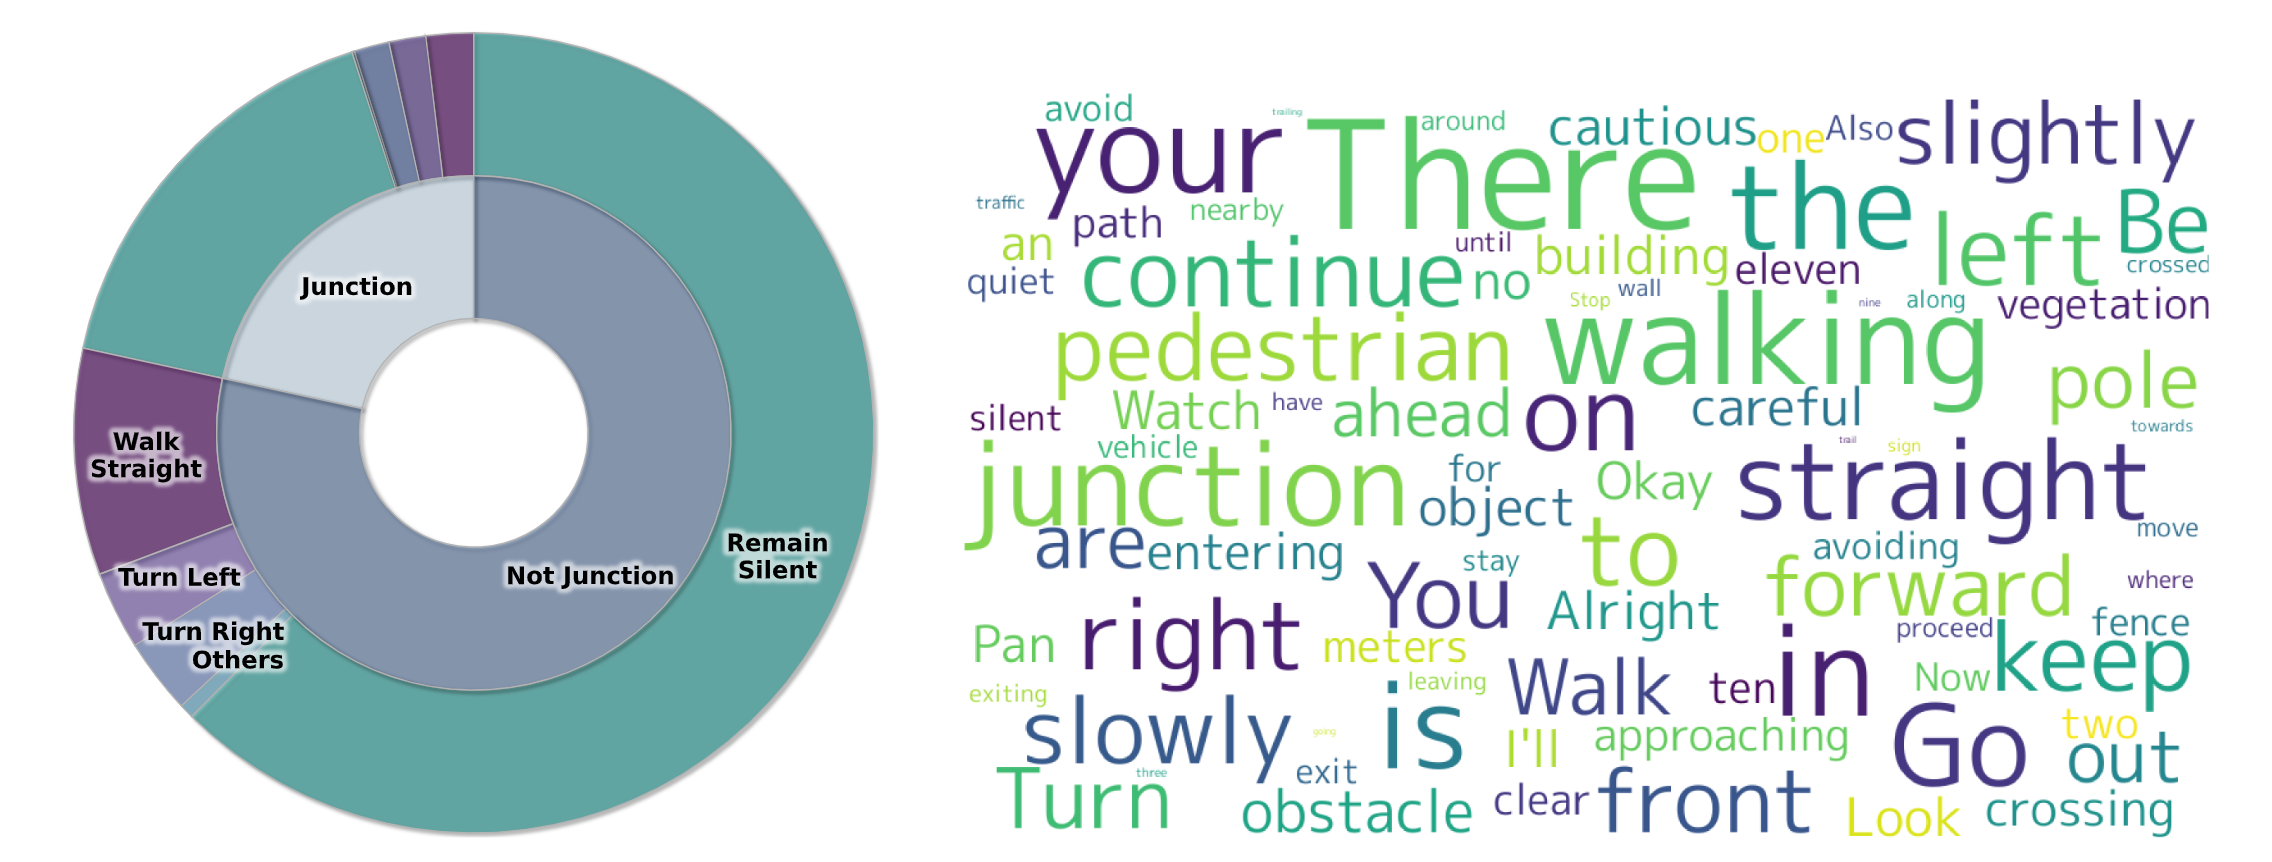 Junction
Walk
Straight
Turn Left
Turn Right
Others
Not Junction
Remain
Silent
avoid trailing around cautious one Also slightly
your There the
traffic path nearby left Be
an continue until no building eleven crossed
quiet Stop wall nine along vegetation
pedestrian walking pole
silent Watch have ahead on careful towards
vehicle trail sign
junction for object Okay straight
are entering stay to avoiding move
You forward where
Pan right meters Alright proceed fence
exiting leaving Walk ten in Now keep
slowly going is I'll approaching Go two
exit out
Turn three obstacle clear front Look crossing